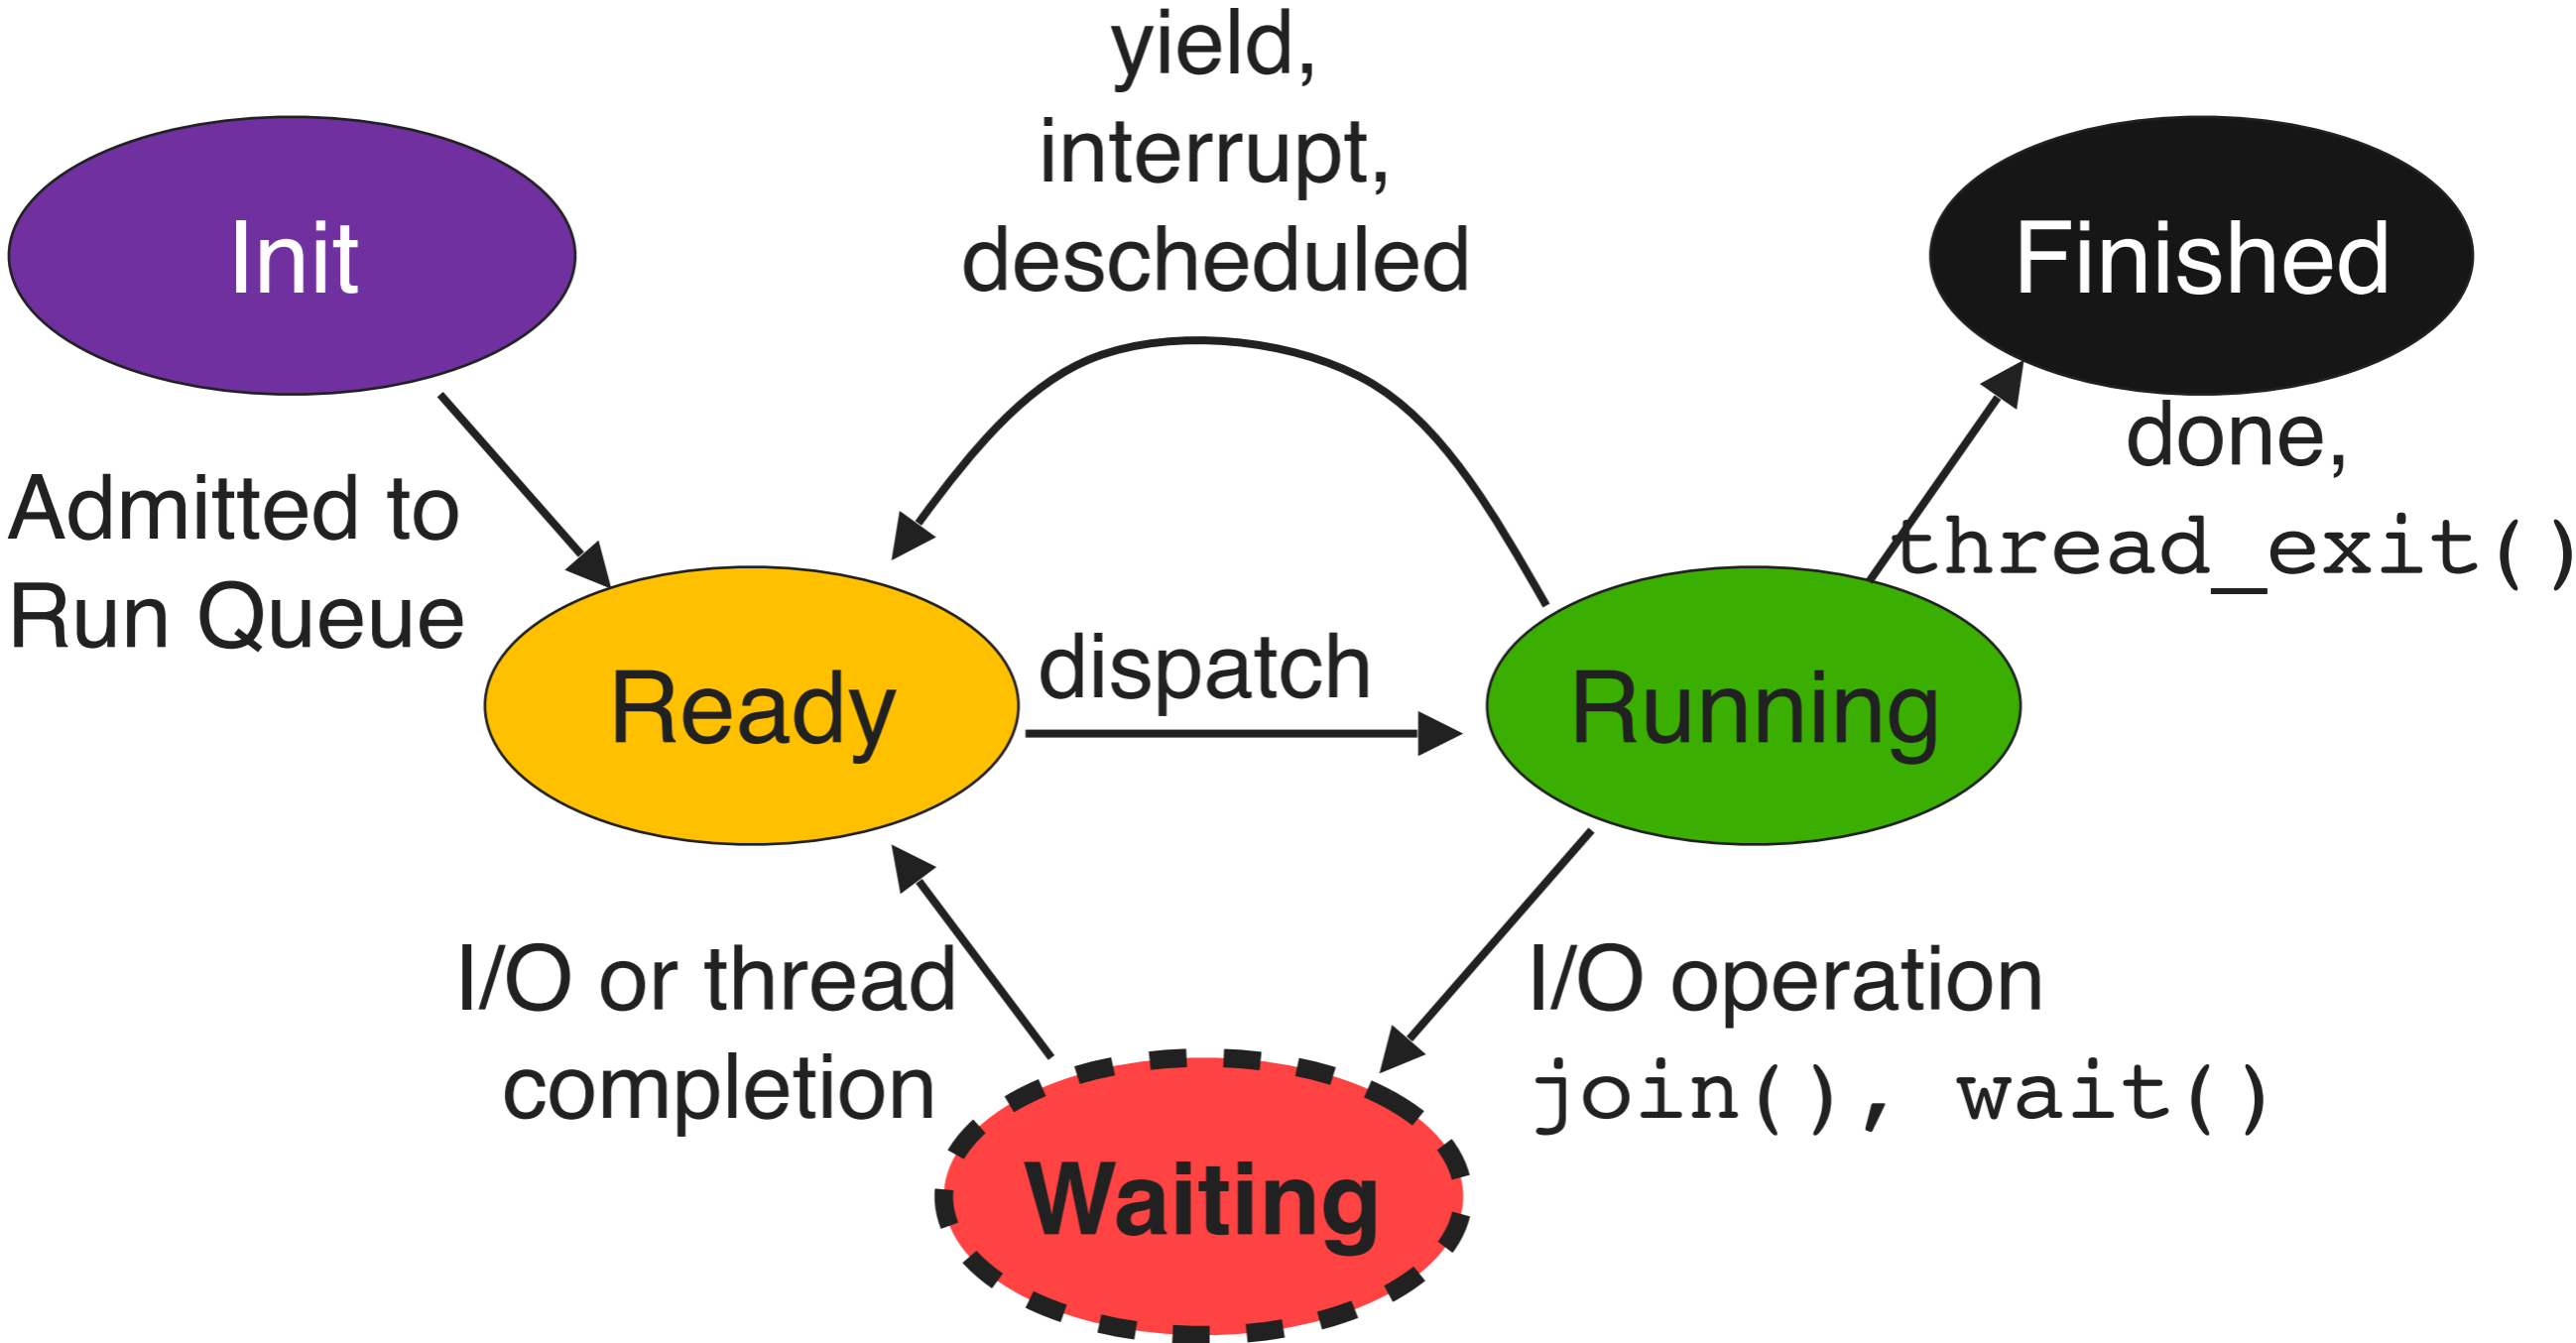 yield,
interrupt,
descheduled
Init
Finished
Admitted to
Run Queue
done,
thread_exit()
dispatch
Ready
Running
I/O or thread
completion
I/O operation
join(), wait()
Waiting